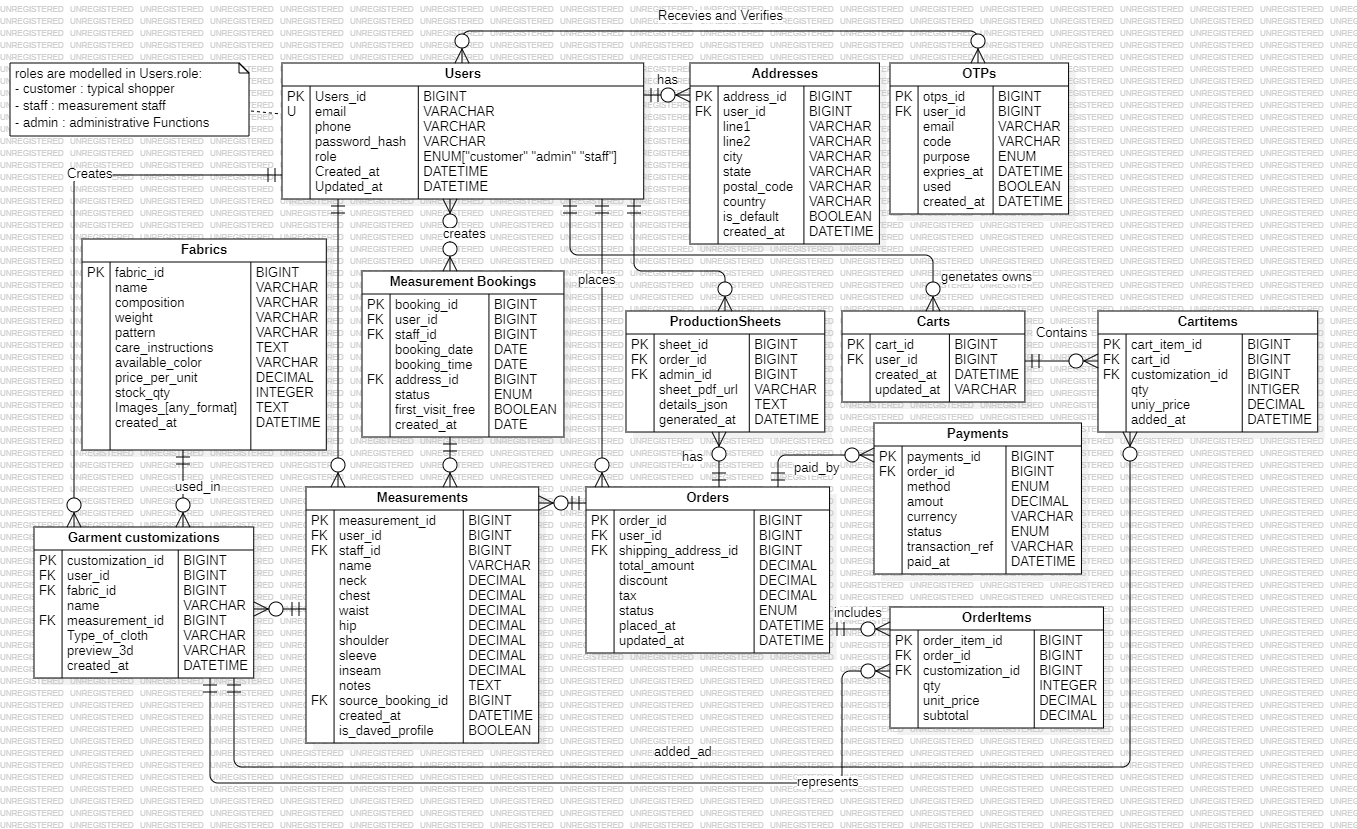 Recevies and Verifies
roles are modelled in Users.role:
- customer : typical shopper
- staff : measurement staff
- admin : administrative Functions
Users
PK Users_id BIGINT
U email VARACHAR
phone VARCHAR
password_hash VARCHAR
role ENUM["customer" "admin" "staff"]
Created_at DATETIME
Updated_at DATETIME
has
Addresses
PK address_id BIGINT
FK user_id BIGINT
line1 VARCHAR
line2 VARCHAR
city VARCHAR
state VARCHAR
postal_code VARCHAR
country VARCHAR
is_default BOOLEAN
created_at DATETIME
OTPs
PK otps_id BIGINT
FK user_id BIGINT
email VARCHAR
code VARCHAR
purpose ENUM
expries_at DATETIME
used BOOLEAN
created_at DATETIME
Creates
creates
places
genetates owns
Fabrics
PK fabric_id BIGINT
name VARCHAR
composition VARCHAR
weight VARCHAR
pattern VARCHAR
care_instructions TEXT
available_color VARCHAR
price_per_unit DECIMAL
stock_qty INTEGER
Images_[any_format] TEXT
created_at DATETIME
Measurement Bookings
PK booking_id BIGINT
FK user_id BIGINT
FK staff_id BIGINT
booking_date DATE
booking_time DATE
FK address_id BIGINT
status ENUM
first_visit_free BOOLEAN
created_at DATE
ProductionSheets
PK sheet_id BIGINT
FK order_id BIGINT
FK admin_id BIGINT
sheet_pdf_url VARCHAR
details_json TEXT
generated_at DATETIME
Carts
PK cart_id BIGINT
FK user_id BIGINT
created_at DATETIME
updated_at VARCHAR
Contains
Cartitems
PK cart_item_id BIGINT
FK cart_id BIGINT
FK customization_id BIGINT
qty INTIGER
uniy_price DECIMAL
added_at DATETIME
used_in
has
paid_by
Payments
PK payments_id BIGINT
FK order_id BIGINT
method ENUM
amout DECIMAL
currency VARCHAR
status ENUM
transaction_ref VARCHAR
paid_at DATETIME
Garment customizations
PK customization_id BIGINT
FK user_id BIGINT
FK fabric_id BIGINT
name VARCHAR
FK measurement_id BIGINT
Type_of_cloth VARCHAR
preview_3d VARCHAR
created_at DATETIME
Measurements
PK measurement_id BIGINT
FK user_id BIGINT
FK staff_id BIGINT
name VARCHAR
neck DECIMAL
chest DECIMAL
waist DECIMAL
hip DECIMAL
shoulder DECIMAL
sleeve DECIMAL
inseam DECIMAL
notes TEXT
FK source_booking_id BIGINT
created_at DATETIME
is_daved_profile BOOLEAN
Orders
PK order_id BIGINT
FK user_id BIGINT
FK shipping_address_id BIGINT
total_amount DECIMAL
discount DECIMAL
tax DECIMAL
status ENUM
placed_at DATETIME
updated_at DATETIME
includes
OrderItems
PK order_item_id BIGINT
FK order_id BIGINT
FK customization_id BIGINT
qty INTEGER
unit_price DECIMAL
subtotal DECIMAL
added_ad
represents
UNREGISTERED